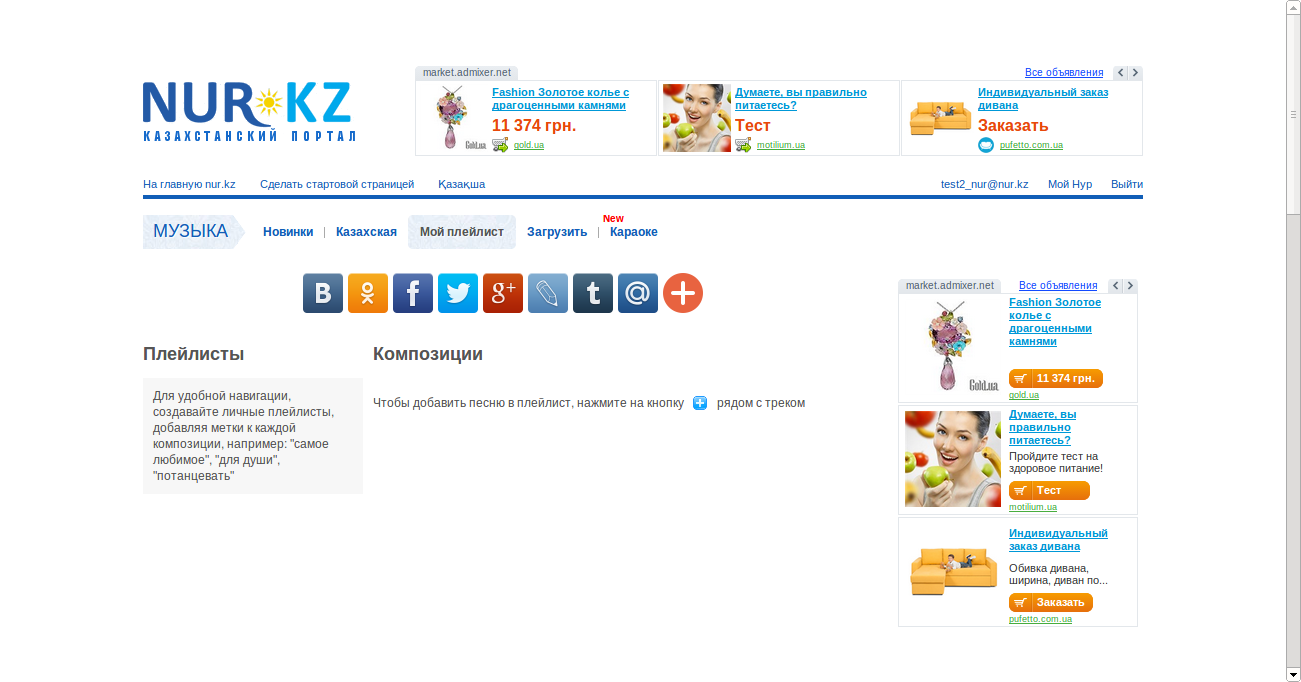 market.admixer.net
Все объявления
NUR KZ
КАЗАХСТАНСКИЙ ПОРТАЛ
Fashion Золотое колье с
драгоценными камнями
11 374 грн.
Gold.ua
gold.ua
Думаете, вы правильно
питаетесь?
Тест
motilium.ua
Индивидуальный заказ
дивана
Заказать
pufetto.com.ua
На главную nur.kz
Сделать стартовой страницей
Қазақша
test2_nur@nur.kz
Мой Нур
Выйти
МУЗЫКА
Новинки
Казахская
Мой плейлист
Загрузить
New
Караоке
B
f
g+
t
@
Плейлисты
Для удобной навигации,
создавайте личные плейлисты,
добавляя метки к каждой
композиции, например: "самое
любимое", "для души",
"потанцевать"
Композиции
Чтобы добавить песню в плейлист, нажмите на кнопку рядом с треком
market.admixer.net
Все объявления
Fashion Золотое
колье с
драгоценными
камнями
Gold.ua
11 374 грн.
gold.ua
Думаете, вы
правильно
питаетесь?
Пройдите тест на
здоровое питание!
Тест
motilium.ua
Индивидуальный
заказ дивана
Обивка дивана,
ширина, диван по...
Заказать
pufetto.com.ua